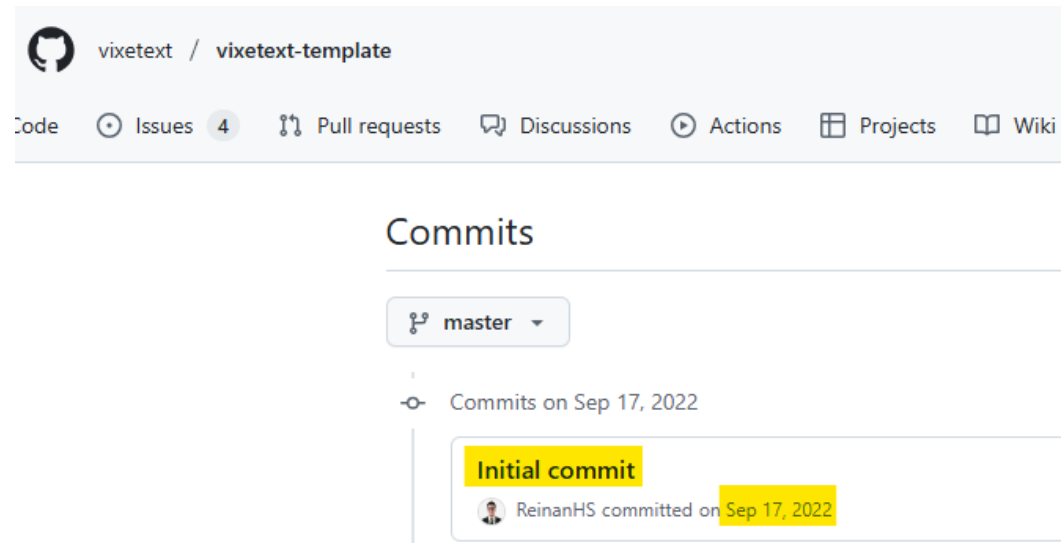 vixetext / vixetext-template
Code Issues 4 Pull requests Discussions Actions Projects Wiki
Commits
master
Commits on Sep 17, 2022
Initial commit
ReinanHS committed on Sep 17, 2022